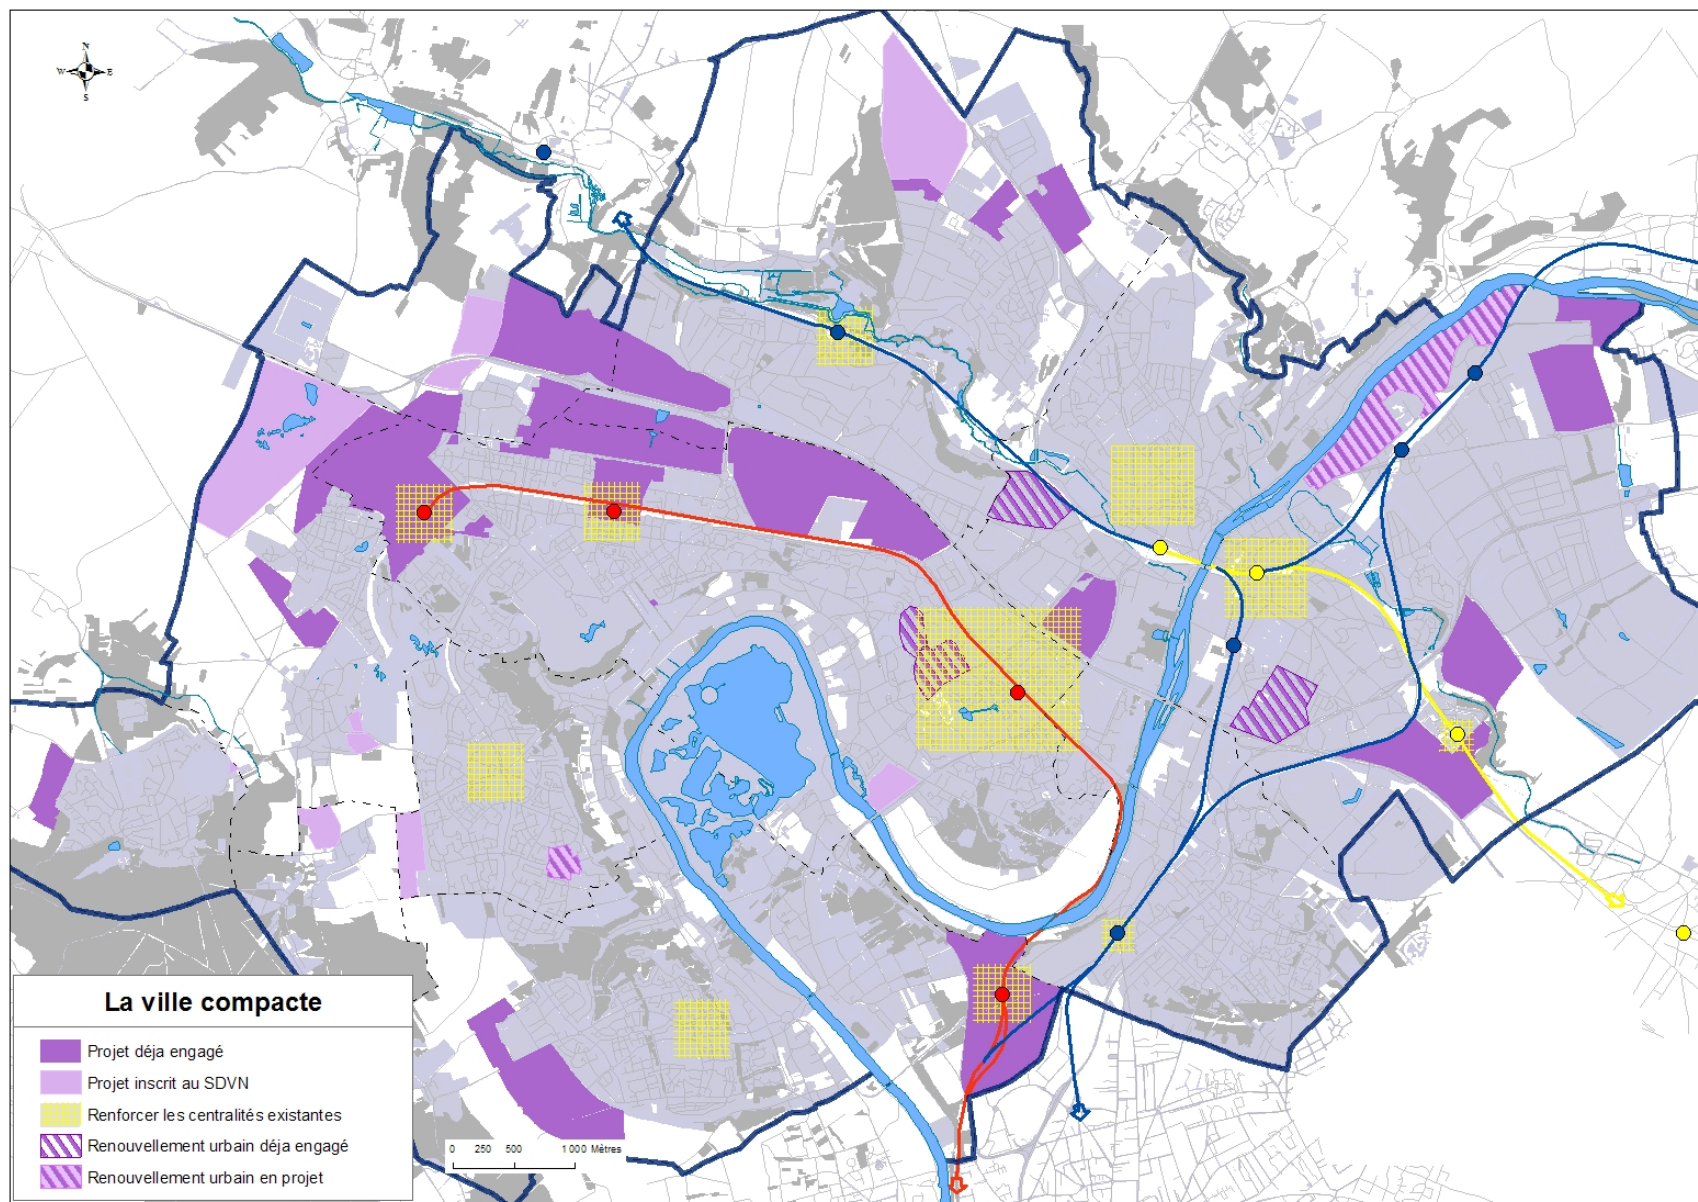 N
W E
S
La ville compacte
Projet déja engagé
Projet inscrit au SDVN
Renforcer les centralités existantes
Renouvellement urbain déja engagé
Renouvellement urbain en projet
0 250 500 1 000 Mètres